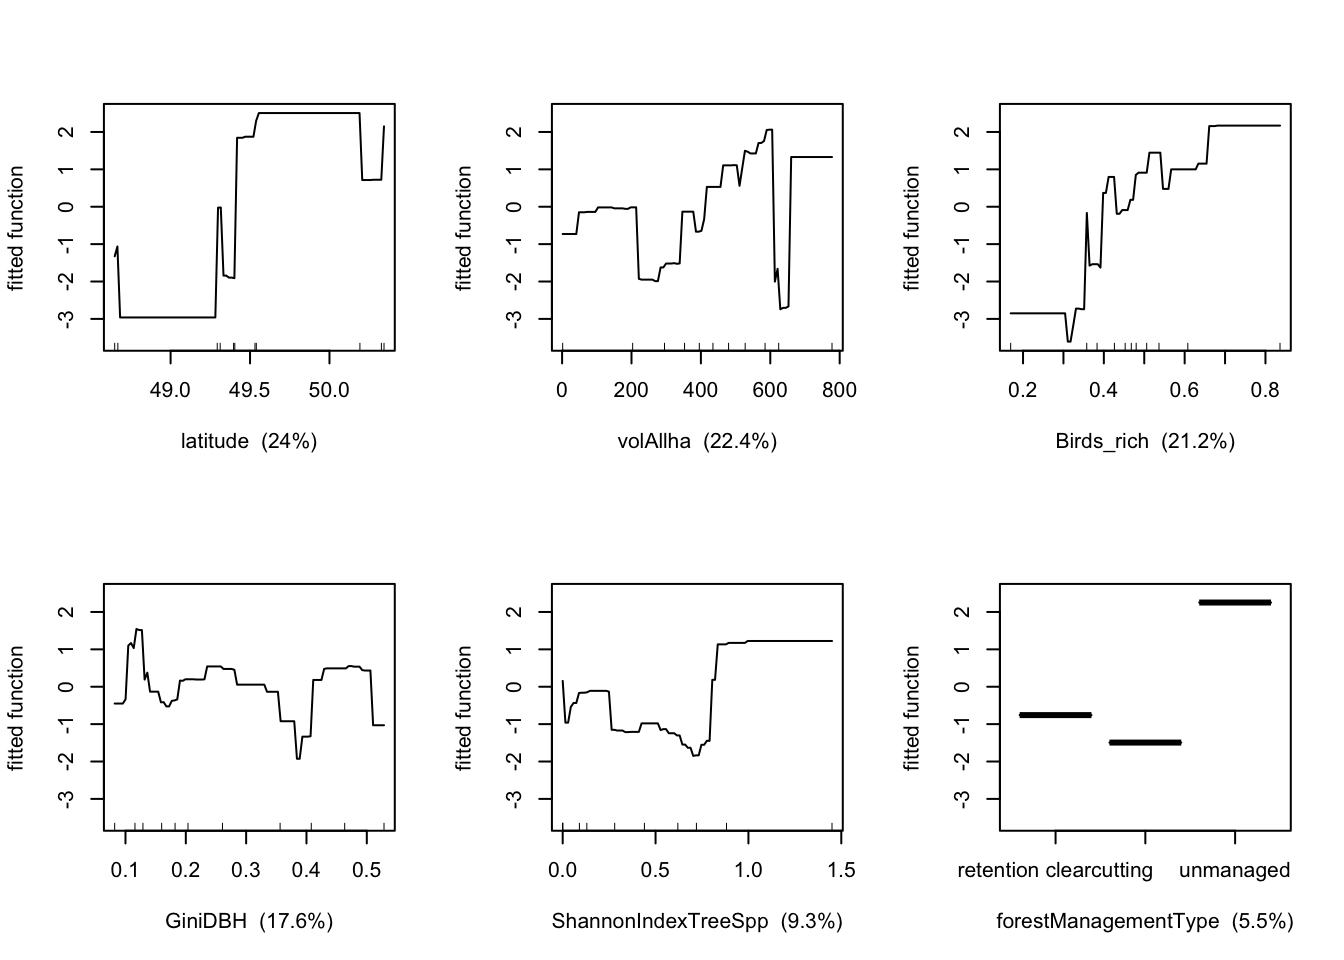 fitted function
2
1
0
-1
-2
-3
49.0 49.5 50.0
latitude (24%)
fitted function
2
1
0
-1
-2
-3
0 200 400 600 800
volAllha (22.4%)
fitted function
2
1
0
-1
-2
-3
0.2 0.4 0.6 0.8
Birds_rich (21.2%)
fitted function
2
1
0
-1
-2
-3
0.1 0.2 0.3 0.4 0.5
GiniDBH (17.6%)
fitted function
2
1
0
-1
-2
-3
0.0 0.5 1.0 1.5
ShannonIndexTreeSpp (9.3%)
fitted function
2
1
0
-1
-2
-3
retention clearcutting unmanaged
forestManagementType (5.5%)